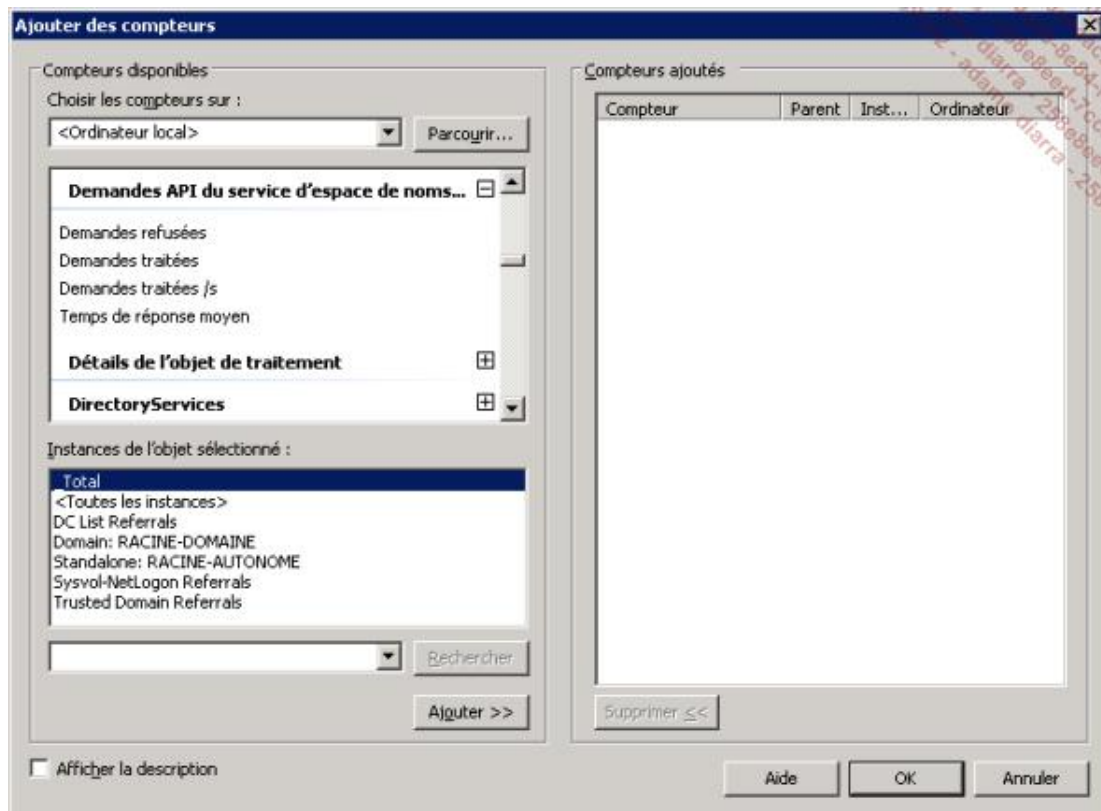 Ajouter des compteurs
Compteurs disponibles
Choisir les compteurs sur :
<Ordinateur local>
Parcourir...
Demandes API du service d'espace de noms...
Demandes refusées
Demandes traitées
Demandes traitées /s
Temps de réponse moyen
Détails de l'objet de traitement
DirectoryServices
Instances de l'objet sélectionné :
_Total
<Toutes les instances>
DC List Referrals
Domain: RACINE-DOMAINE
Standalone: RACINE-AUTONOME
Sysvol-NetLogon Referrals
Trusted Domain Referrals
Rechercher
Ajouter >>
Afficher la description
Compteurs ajoutés
Compteur Parent Inst... Ordinateur
Supprimer <<
Aide OK Annuler
adama diarra